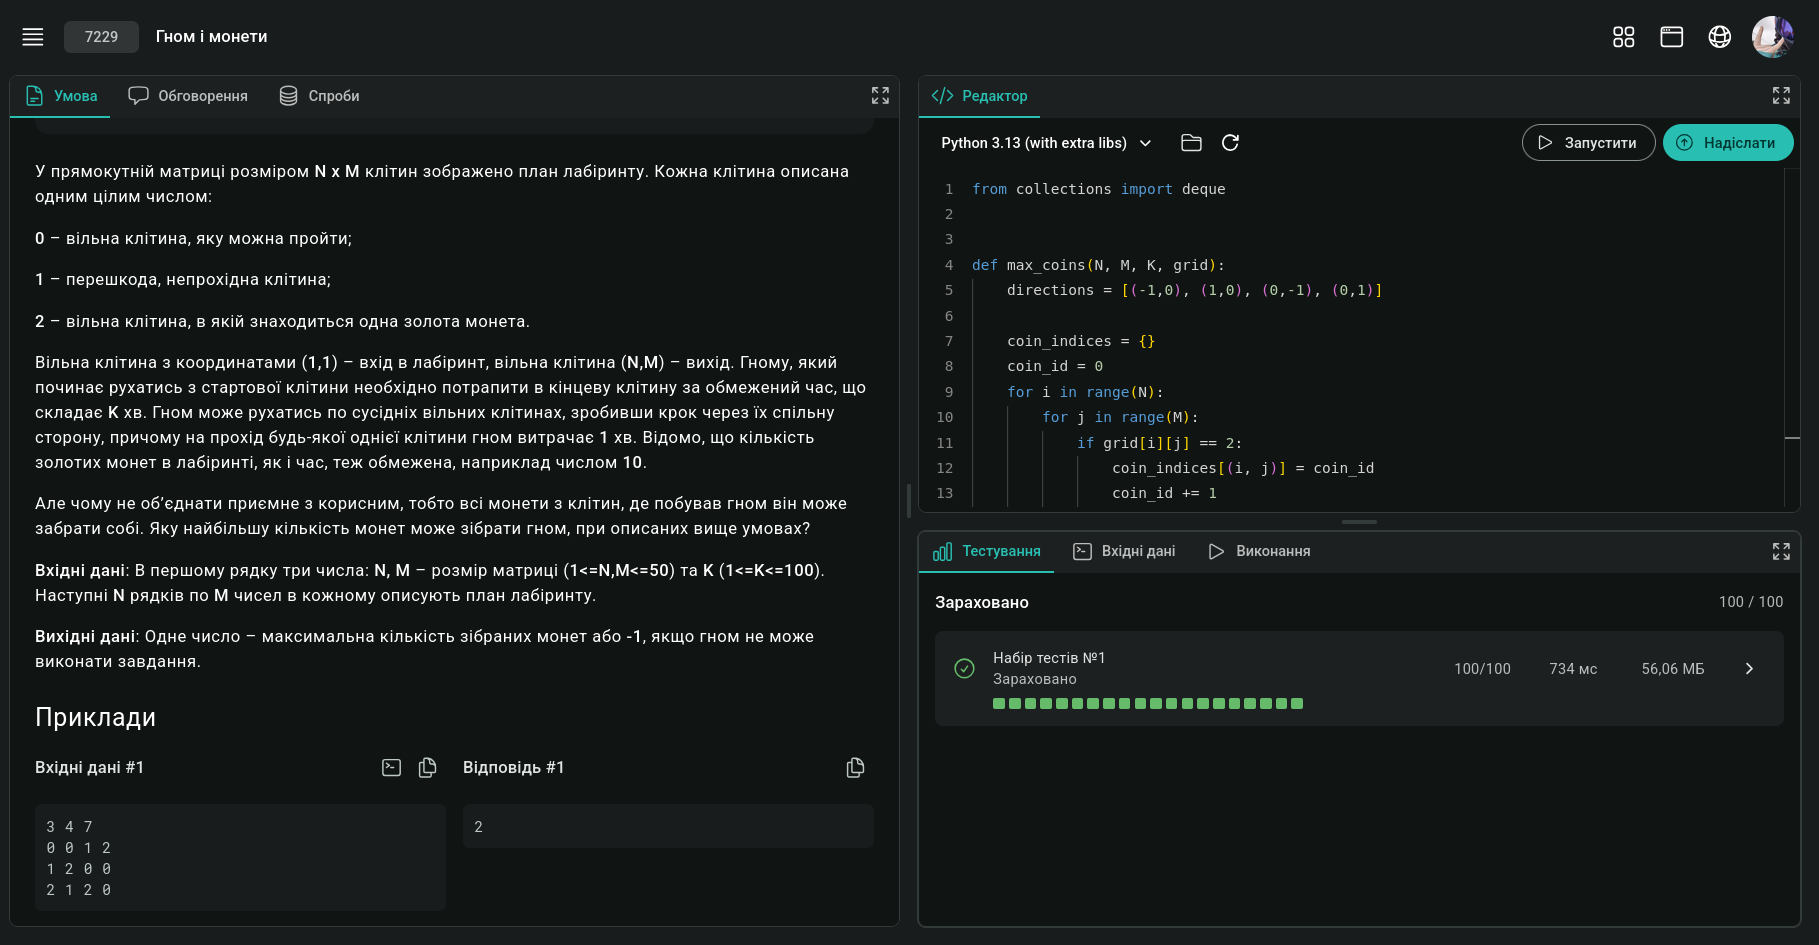 7229
Гном і монети
Умова
Обговорення
Спроби
У прямокутній матриці розміром N x M клітин зображено план лабіринту. Кожна клітина описана
одним цілим числом:
0 – вільна клітина, яку можна пройти;
1 – перешкода, непрохідна клітина;
2 – вільна клітина, в якій знаходиться одна золота монета.
Вільна клітина з координатами (1,1) – вхід в лабіринт, вільна клітина (N,M) – вихід. Гному, який
починає рухатись з стартової клітини необхідно потрапити в кінцеву клітину за обмежений час, що
складає K хв. Гном може рухатись по сусідніх вільних клітинах, зробивши крок через їх спільну
сторону, причому на прохід будь-якої однієї клітини гном витрачає 1 хв. Відомо, що кількість
золотих монет в лабіринті, як і час, теж обмежена, наприклад числом 10.
Але чому не об’єднати приємне з корисним, тобто всі монети з клітин, де побував гном він може
забрати собі. Яку найбільшу кількість монет може зібрати гном, при описаних вище умовах?
Вхідні дані: В першому рядку три числа: N, M – розмір матриці (1<=N,M<=50) та K (1<=K<=100).
Наступні N рядків по M чисел в кожному описують план лабіринту.
Вихідні дані: Одне число – максимальна кількість зібраних монет або -1, якщо гном не може
виконати завдання.
Приклади
Вхідні дані #1
Відповідь #1
3 4 7
0 0 1 2
1 2 0 0
2 1 2 0
2
Редактор
Python 3.13 (with extra libs)
Запустити
Надіслати
1 from collections import deque
2
3
4 def max_coins(N, M, K, grid):
5 directions = [(-1,0), (1,0), (0,-1), (0,1)]
6
7 coin_indices = {}
8 coin_id = 0
9 for i in range(N):
10 for j in range(M):
11 if grid[i][j] == 2:
12 coin_indices[(i, j)] = coin_id
13 coin_id += 1
Тестування
Вхідні дані
Виконання
Зараховано
100 / 100
Набір тестів №1
Зараховано
100/100
734 мс
56,06 МБ